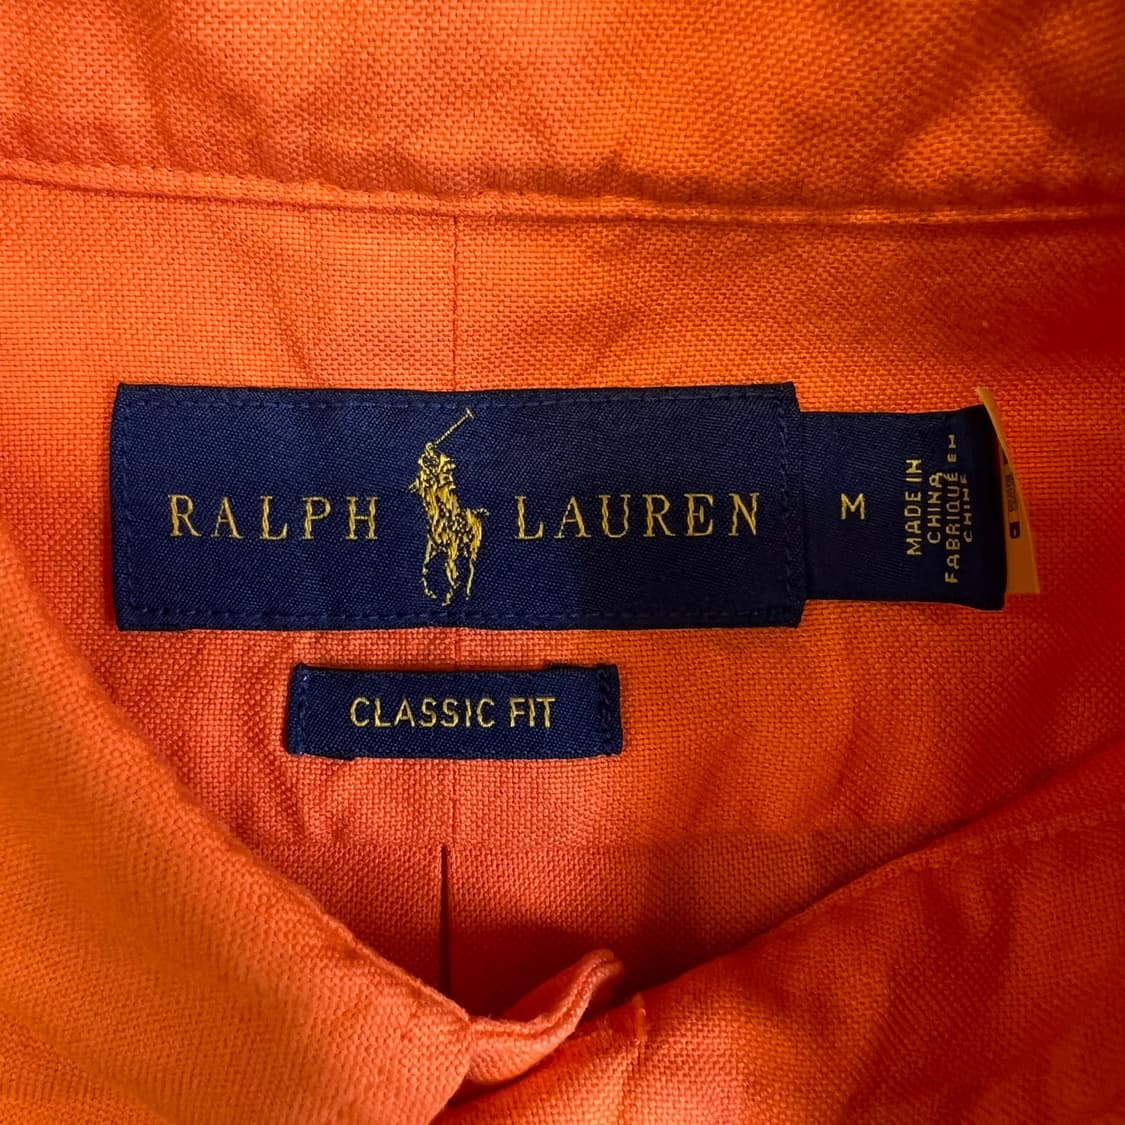 RALPH LAUREN
M
MADE IN
CHINA
FABRIQUÉ EN
CHINE
CLASSIC FIT